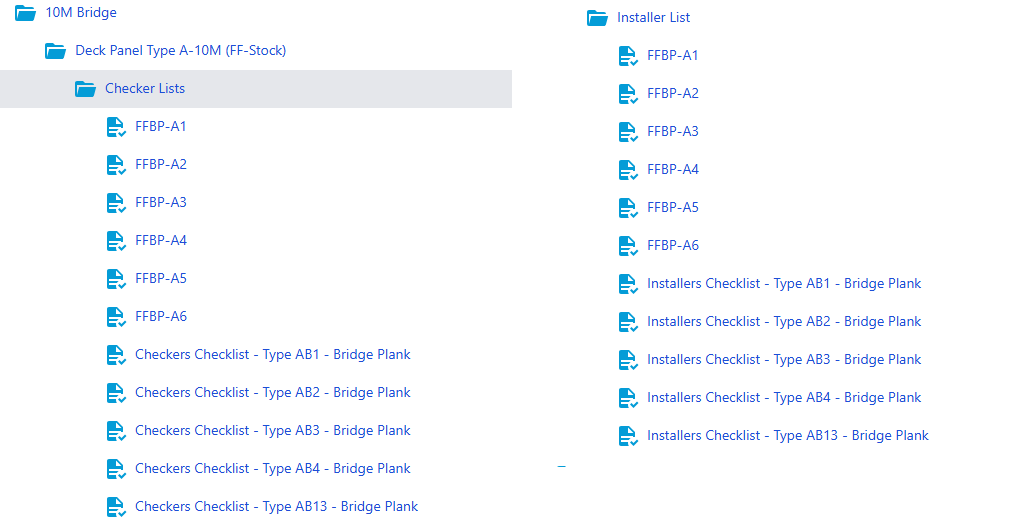 10M Bridge
Deck Panel Type A-10M (FF-Stock)
Checker Lists
FFBP-A1
FFBP-A2
FFBP-A3
FFBP-A4
FFBP-A5
FFBP-A6
Checkers Checklist - Type AB1 - Bridge Plank
Checkers Checklist - Type AB2 - Bridge Plank
Checkers Checklist - Type AB3 - Bridge Plank
Checkers Checklist - Type AB4 - Bridge Plank
Checkers Checklist - Type AB13 - Bridge Plank
Installer List
FFBP-A1
FFBP-A2
FFBP-A3
FFBP-A4
FFBP-A5
FFBP-A6
Installers Checklist - Type AB1 - Bridge Plank
Installers Checklist - Type AB2 - Bridge Plank
Installers Checklist - Type AB3 - Bridge Plank
Installers Checklist - Type AB4 - Bridge Plank
Installers Checklist - Type AB13 - Bridge Plank